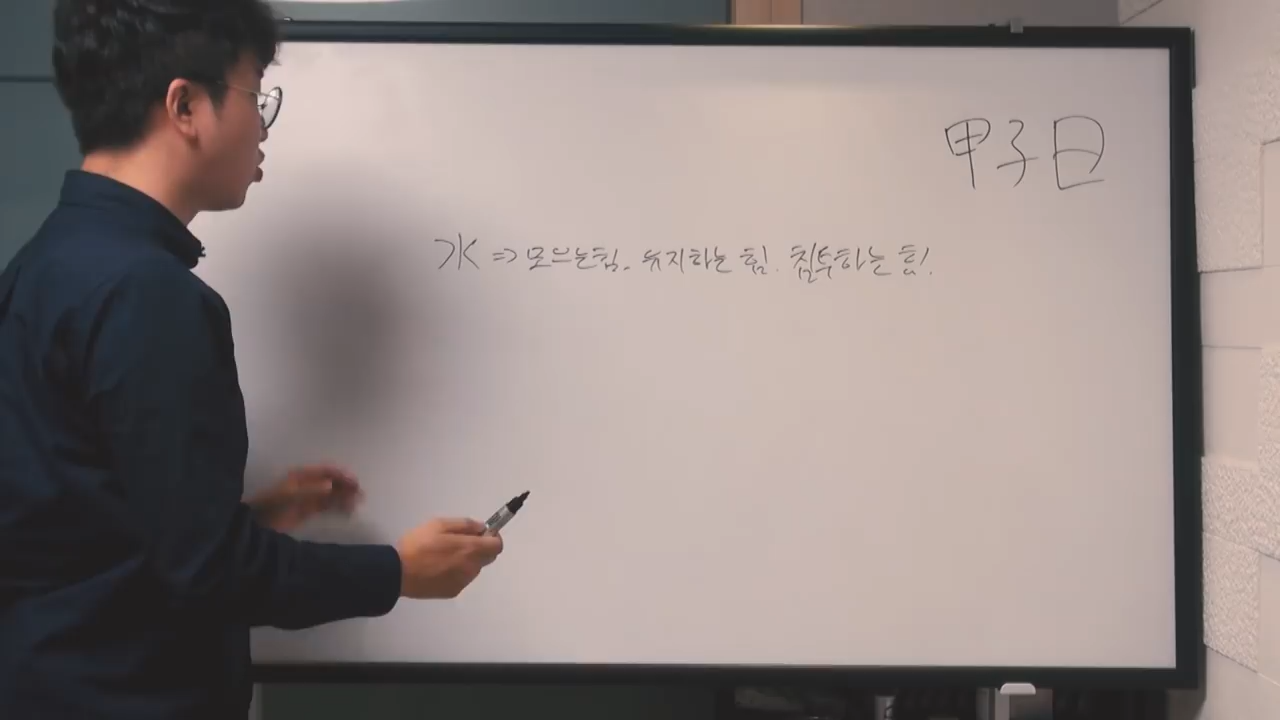 甲子日
水 => 모으는힘. 유지하는 힘. 침투하는 힘!